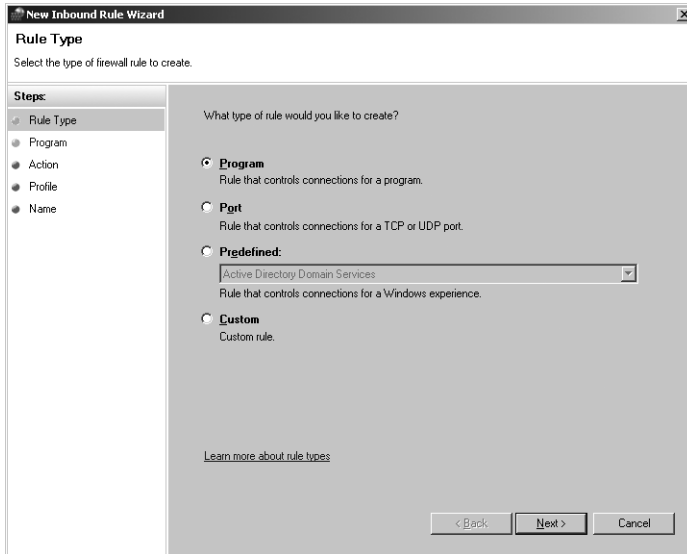 New Inbound Rule Wizard
Rule Type
Select the type of firewall rule to create.
Steps:
Rule Type
Program
Action
Profile
Name
What type of rule would you like to create?
Program
Rule that controls connections for a program.
Port
Rule that controls connections for a TCP or UDP port.
Predefined:
Active Directory Domain Services
Rule that controls connections for a Windows experience.
Custom
Custom rule.
Learn more about rule types
< Back Next > Cancel